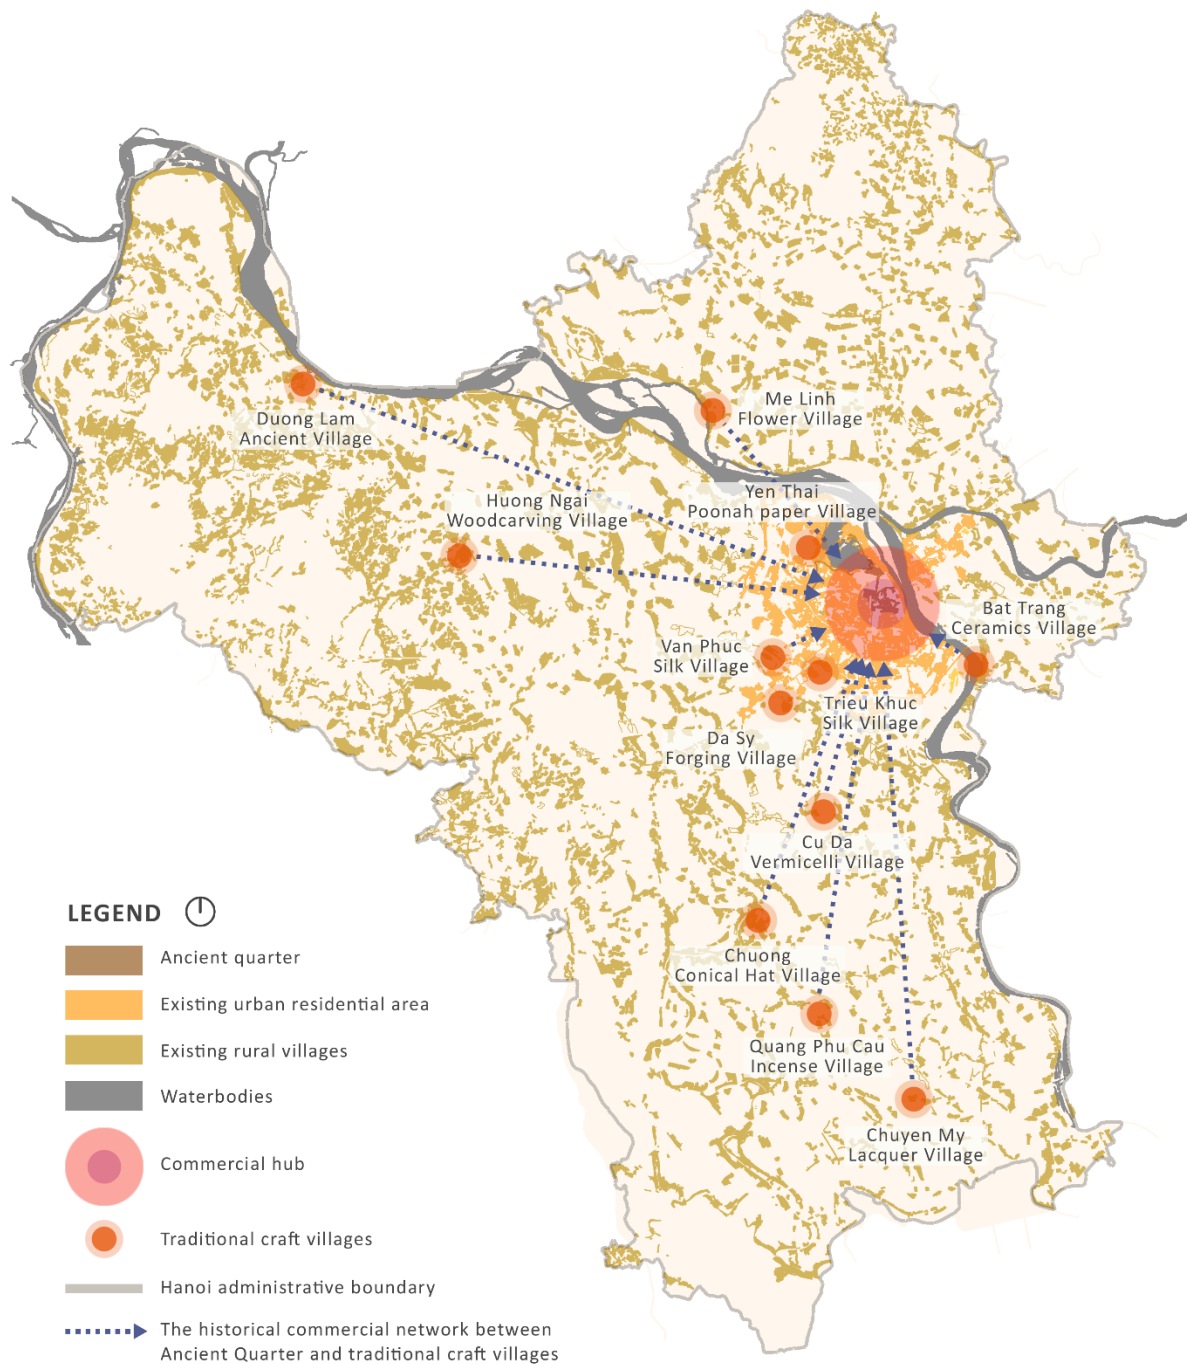 Duong Lam
Ancient Village
Me Linh
Flower Village
Huong Ngai
Woodcarving Village
Yen Thai
Poonah paper Village
Bat Trang
Ceramics Village
Van Phuc
Silk Village
Trieu Khuc
Silk Village
Da Sy
Forging Village
Cu Da
Vermicelli Village
Chuong
Conical Hat Village
Quang Phu Cau
Incense Village
Chuyen My
Lacquer Village
LEGEND
Ancient quarter
Existing urban residential area
Existing rural villages
Waterbodies
Commercial hub
Traditional craft villages
Hanoi administrative boundary
The historical commercial network between
Ancient Quarter and traditional craft villages